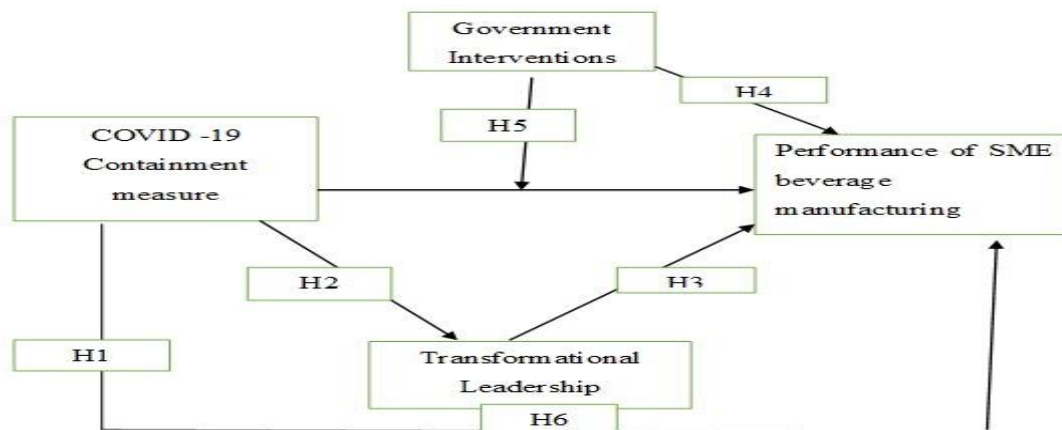 Government
Interventions
H4
H5
COVID -19
Containment
measure
Performance of SME
beverage
manufacturing
H2
H3
H1
Transformational
Leadership
H6